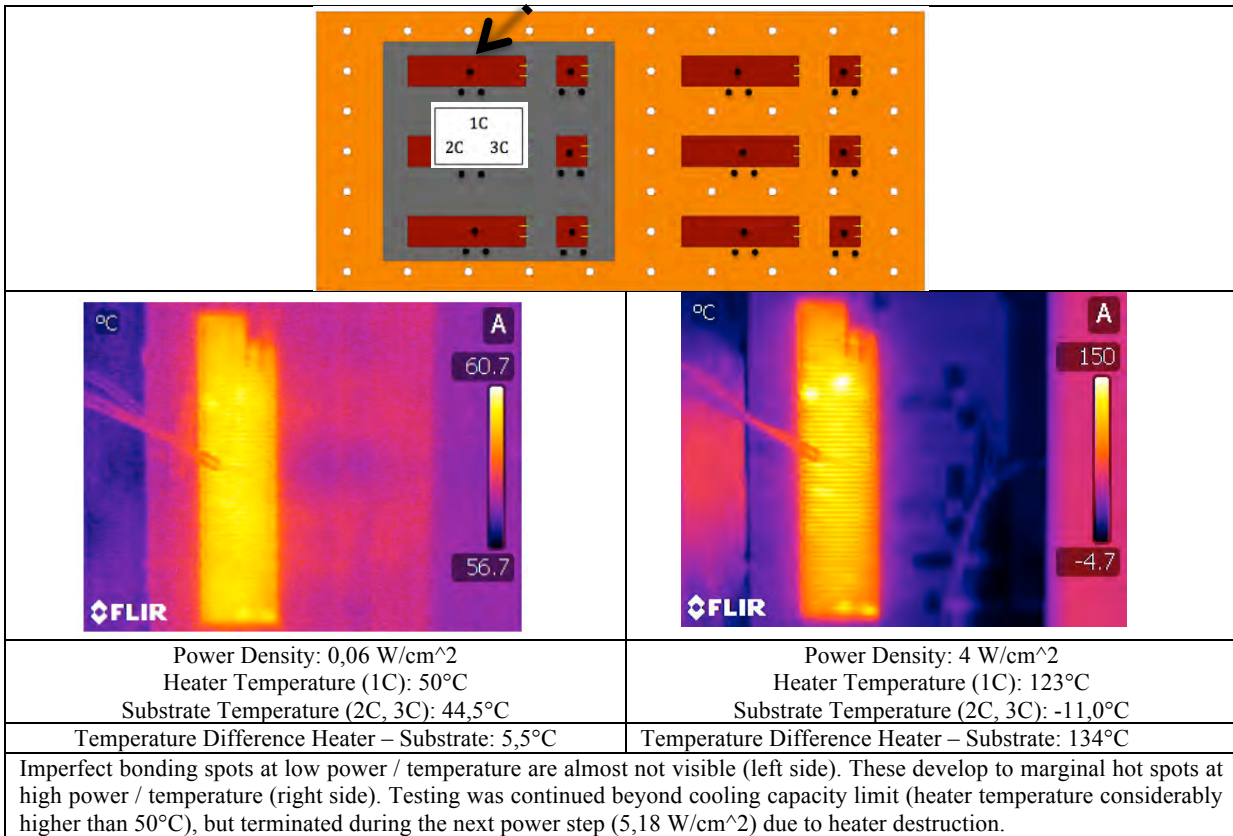 1C
2C 3C
°C
A
60.7
56.7
FLIR
°C
A
150
-4.7
FLIR
Power Density: 0,06 W/cm^2
Heater Temperature (1C): 50°C
Substrate Temperature (2C, 3C): 44,5°C
Temperature Difference Heater – Substrate: 5,5°C
Power Density: 4 W/cm^2
Heater Temperature (1C): 123°C
Substrate Temperature (2C, 3C): -11,0°C
Temperature Difference Heater – Substrate: 134°C
Imperfect bonding spots at low power / temperature are almost not visible (left side). These develop to marginal hot spots at
high power / temperature (right side). Testing was continued beyond cooling capacity limit (heater temperature considerably
higher than 50°C), but terminated during the next power step (5,18 W/cm^2) due to heater destruction.